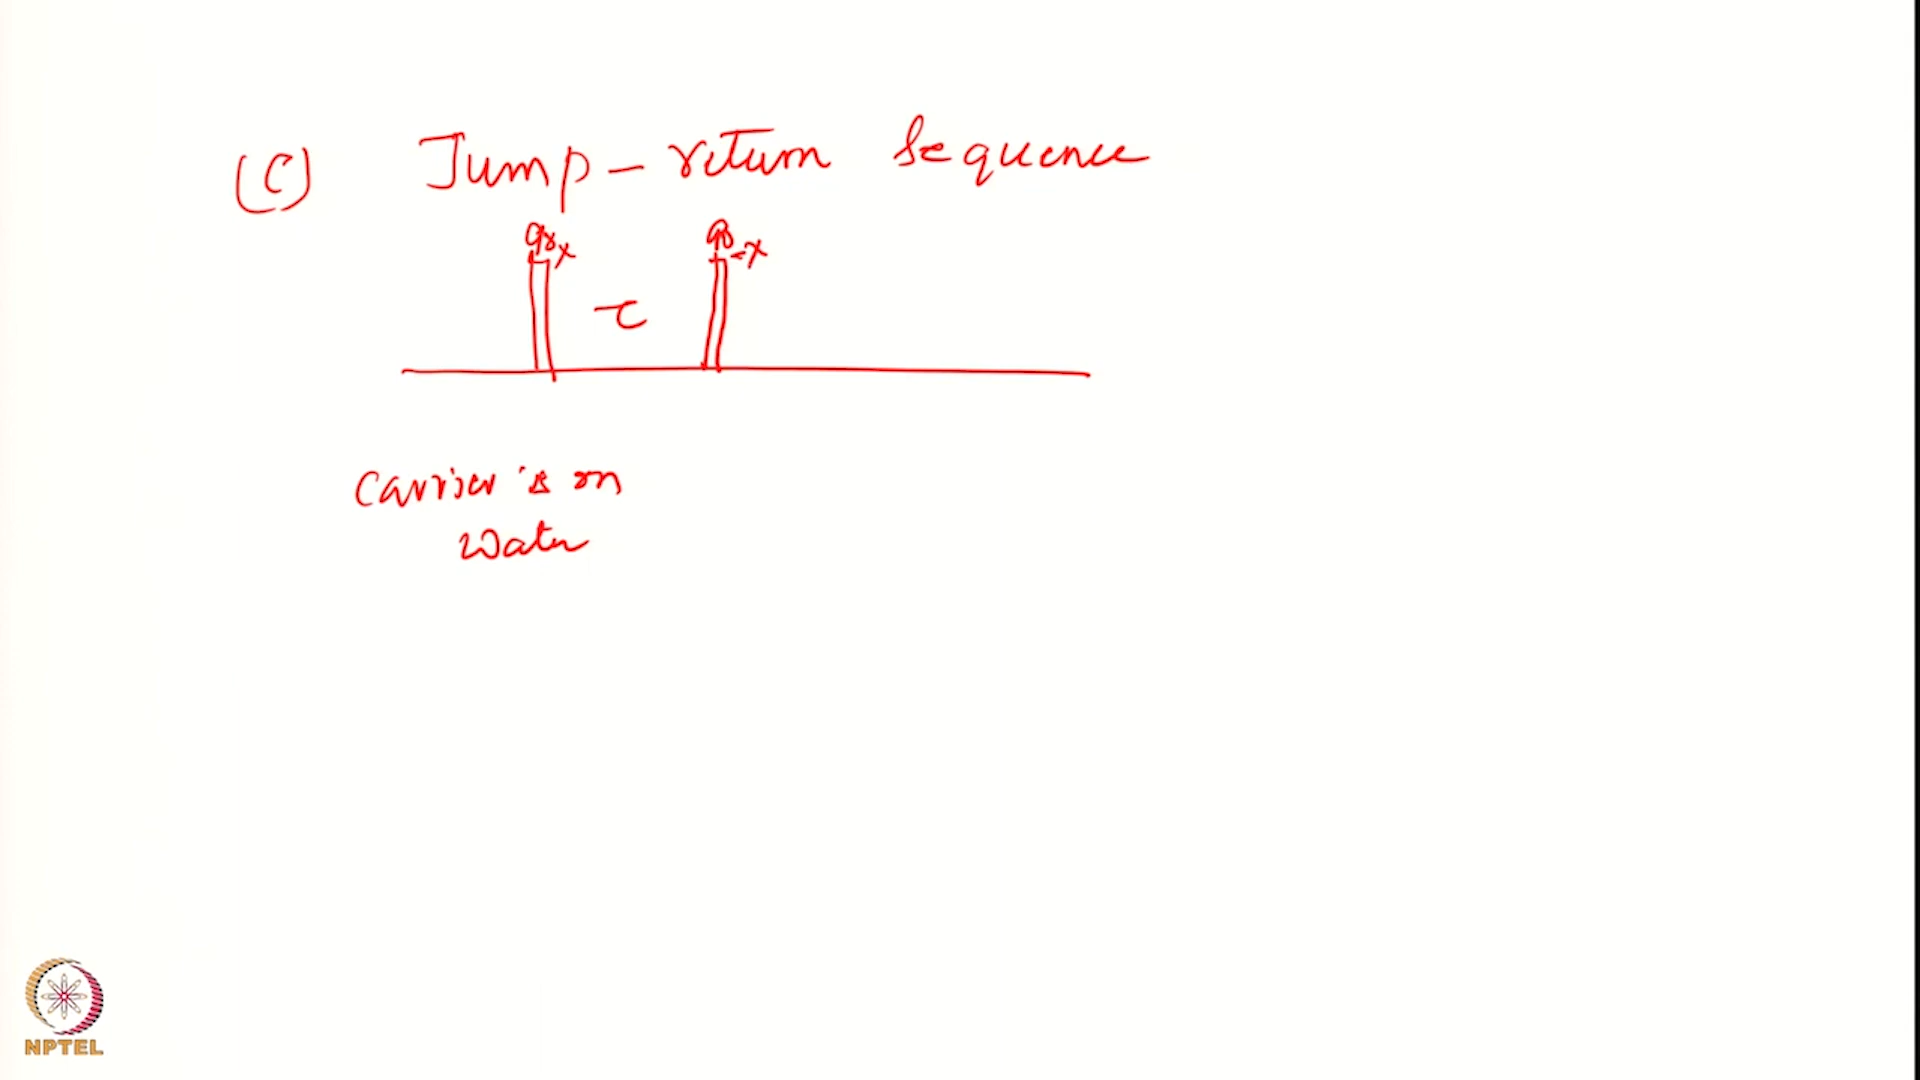 (C) Jump-return Sequence
90x 90-x
τ
Carrier is on
Water
NPTEL